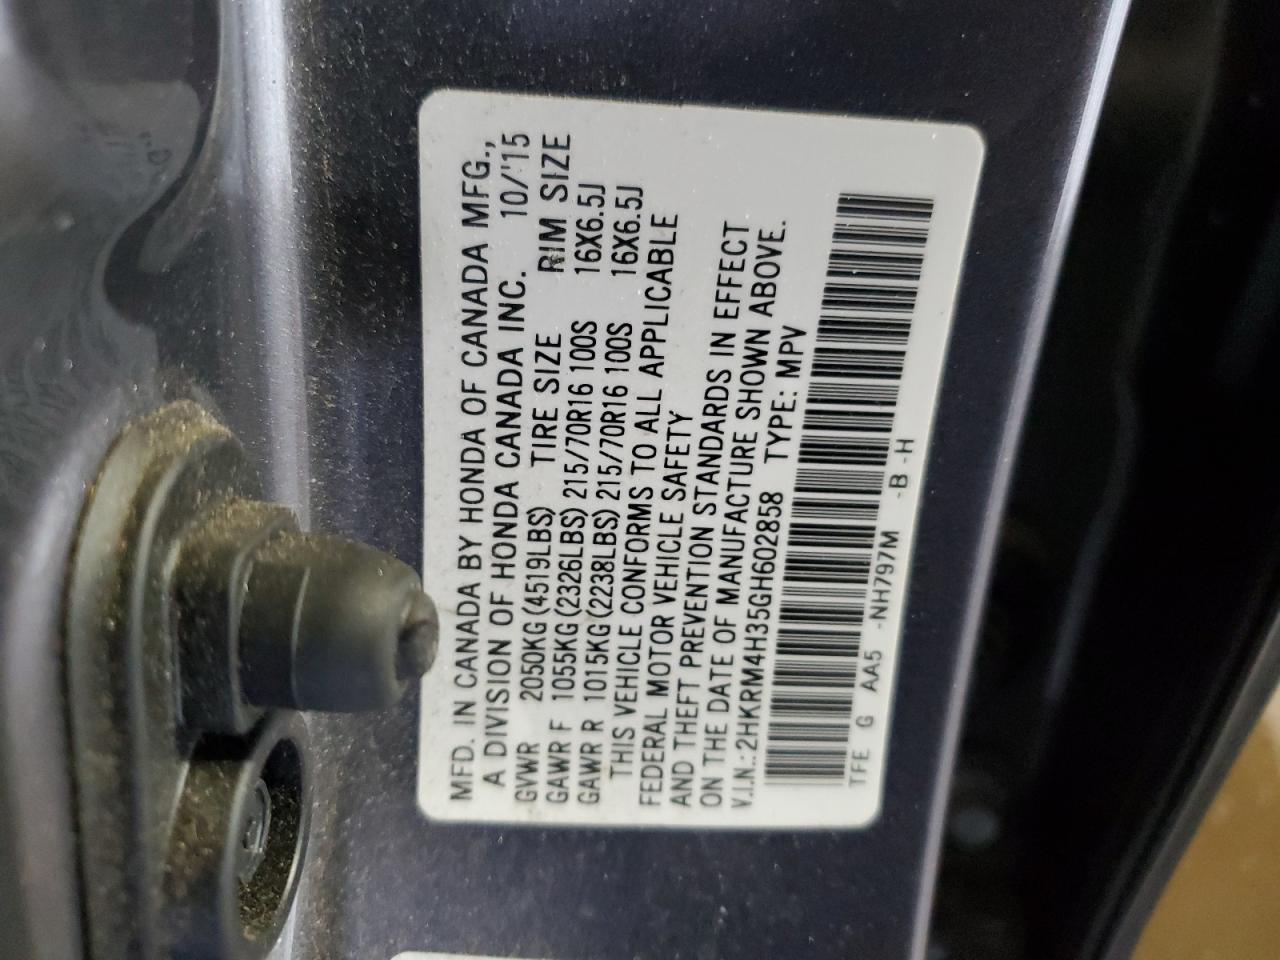 MFD. IN CANADA BY HONDA OF CANADA MFG.,
A DIVISION OF HONDA CANADA INC. 10/'15
GVWR 2050KG (4519LBS) TIRE SIZE RIM SIZE
GAWR F 1055KG (2326LBS) 215/70R16 100S 16X6.5J
GAWR R 1015KG (2238LBS) 215/70R16 100S 16X6.5J
THIS VEHICLE CONFORMS TO ALL APPLICABLE
FEDERAL MOTOR VEHICLE SAFETY
AND THEFT PREVENTION STANDARDS IN EFFECT
ON THE DATE OF MANUFACTURE SHOWN ABOVE.
V.I.N.:2HKRM4H35GH602858 TYPE: MPV
TFE G AA5 -NH797M -B -H